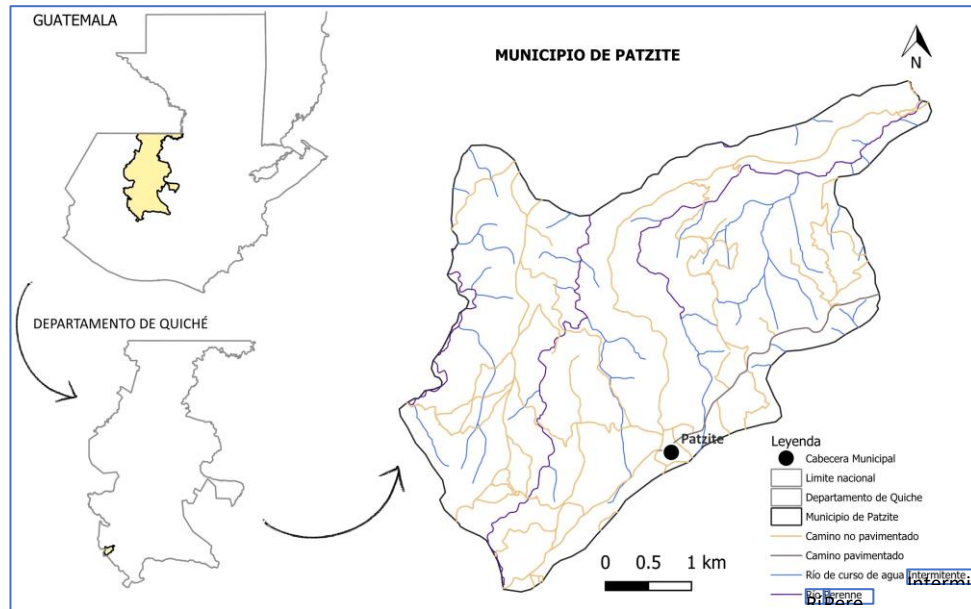 GUATEMALA
MUNICIPIO DE PATZITE
N
DEPARTAMENTO DE QUICHÉ
Patzite
Leyenda
Cabecera Municipal
Limite nacional
Departamento de Quiche
Municipio de Patzite
Camino no pavimentado
Camino pavimentado
Río de curso de agua Intermitente
Rio Perenne
0 0.5 1 km